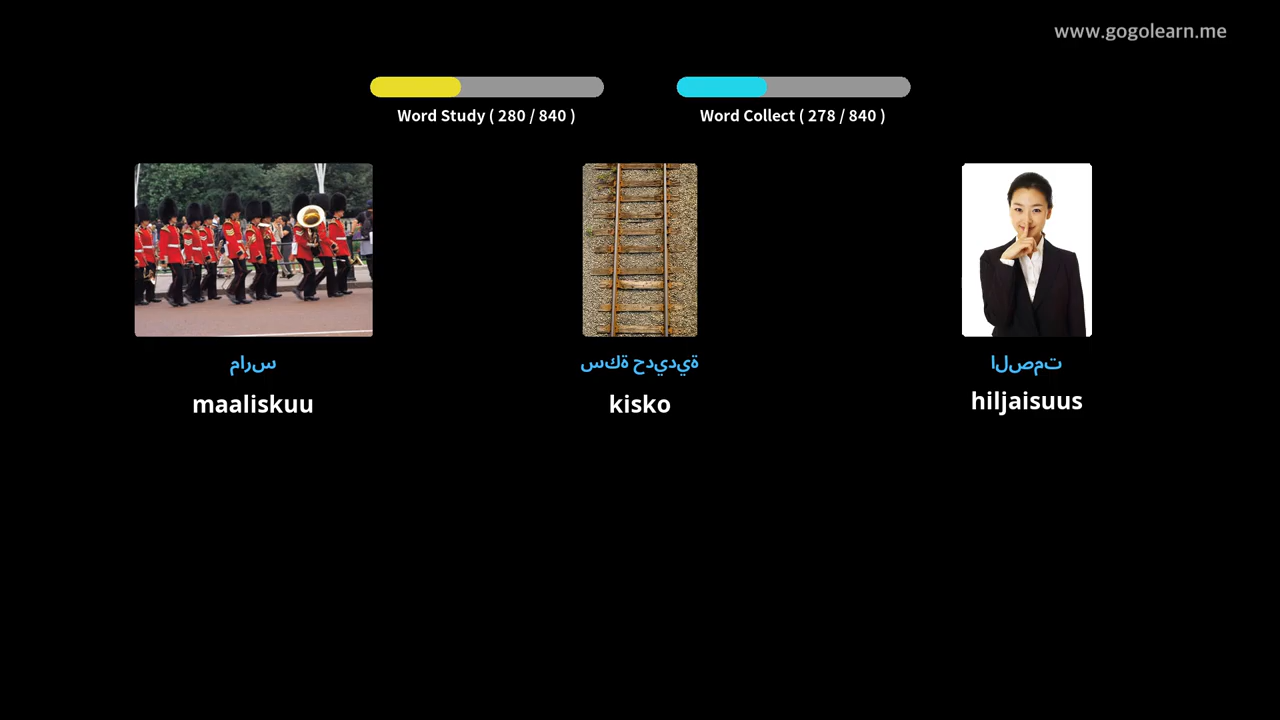 www.gogolearn.me
Word Study ( 280 / 840 )
Word Collect ( 278 / 840 )
مارس
سكة حديدية
الصمت
maaliskuu
kisko
hiljaisuus